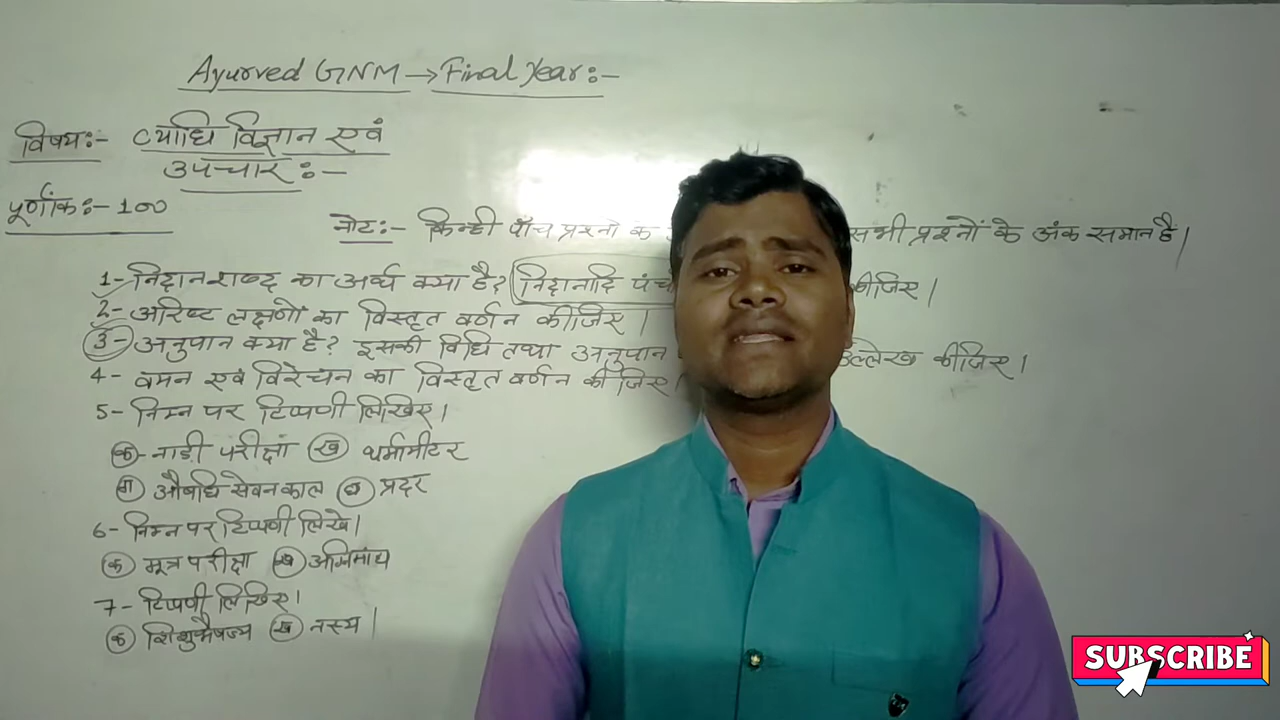 Ayurved GNM → Final Year:-
विषयः- व्याधि विज्ञान एवं
उपचार :-
पूर्णांकः- 100
नोटः- किन्ही पाँच प्रश्नों के सभी प्रश्नों के अंक समान है।
1- निदान शब्द का अर्थ क्या है? निदानादि कीजिए।
2- अरिष्ट लक्षणों का विस्तृत वर्णन कीजिए।
3- अनुपान क्या है? इसकी विधि तथा अनुपान उल्लेख कीजिए।
4- वमन एवं विरेचन का विस्तृत वर्णन कीजिए।
5- निम्न पर टिप्पणी लिखिए।
क- नाडी परीक्षा ख थर्मामीटर
ग औषधि सेवन काल घ प्रदर
6- निम्न पर टिप्पणी लिखे।
क मूत्र परीक्षा ख अग्निमांद्य
7- टिप्पणी लिखिए।
क शिशुभैषज्य ख नस्य।
SUBSCRIBE